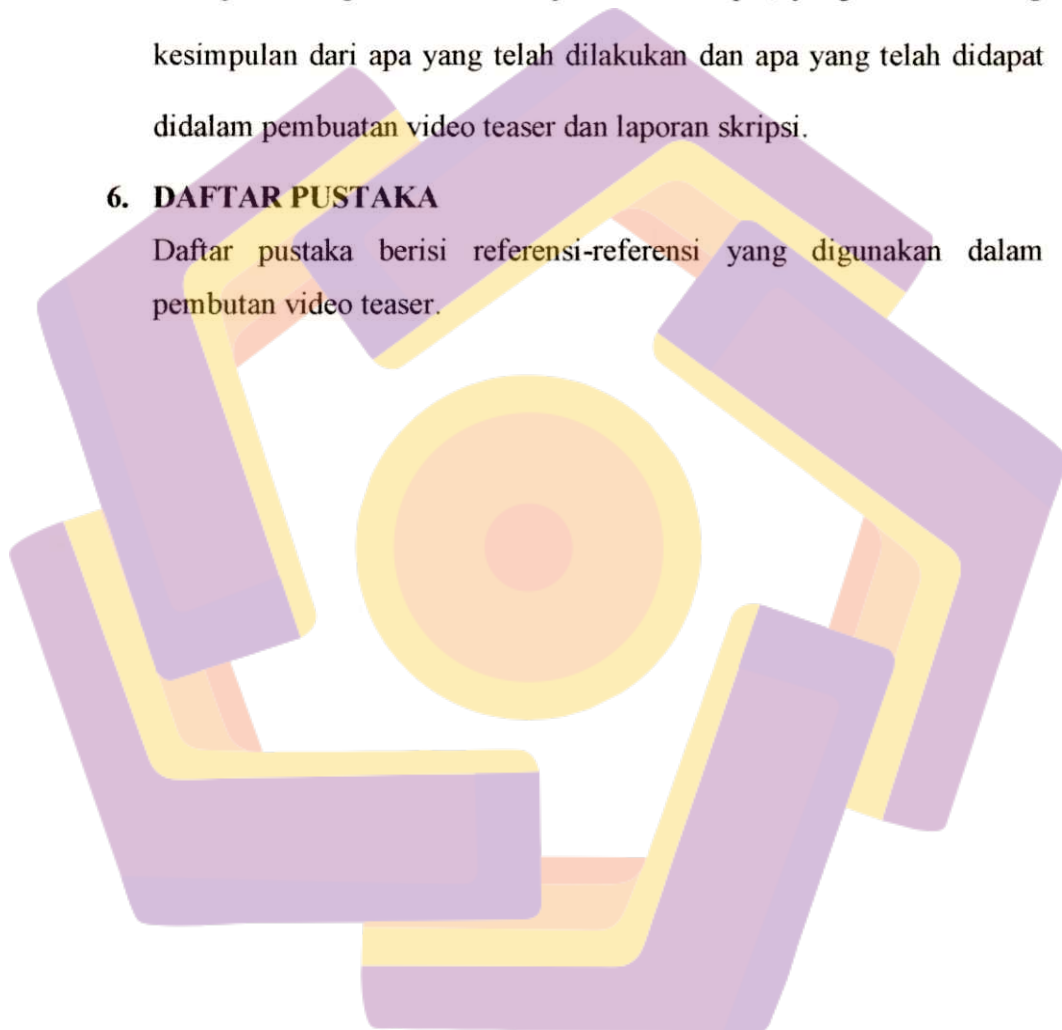 kesimpulan dari apa yang telah dilakukan dan apa yang telah didapat
didalam pembuatan video teaser dan laporan skripsi.
6. DAFTAR PUSTAKA
Daftar pustaka berisi referensi-referensi yang digunakan dalam
pembutan video teaser.